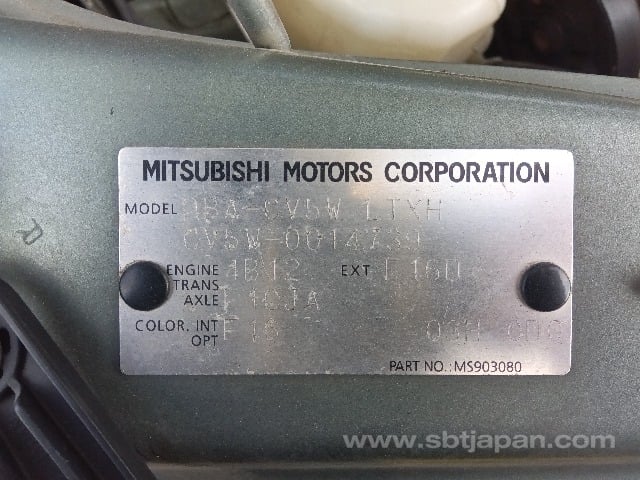 MITSUBISHI MOTORS CORPORATION
MODEL DBA-CV5W LTXH
CV5W-0014739
ENGINE 4B12 EXT F16U
TRANS
AXLE F1CJA
COLOR. INT
OPT
PART NO.:MS903080
www.sbtjapan.com